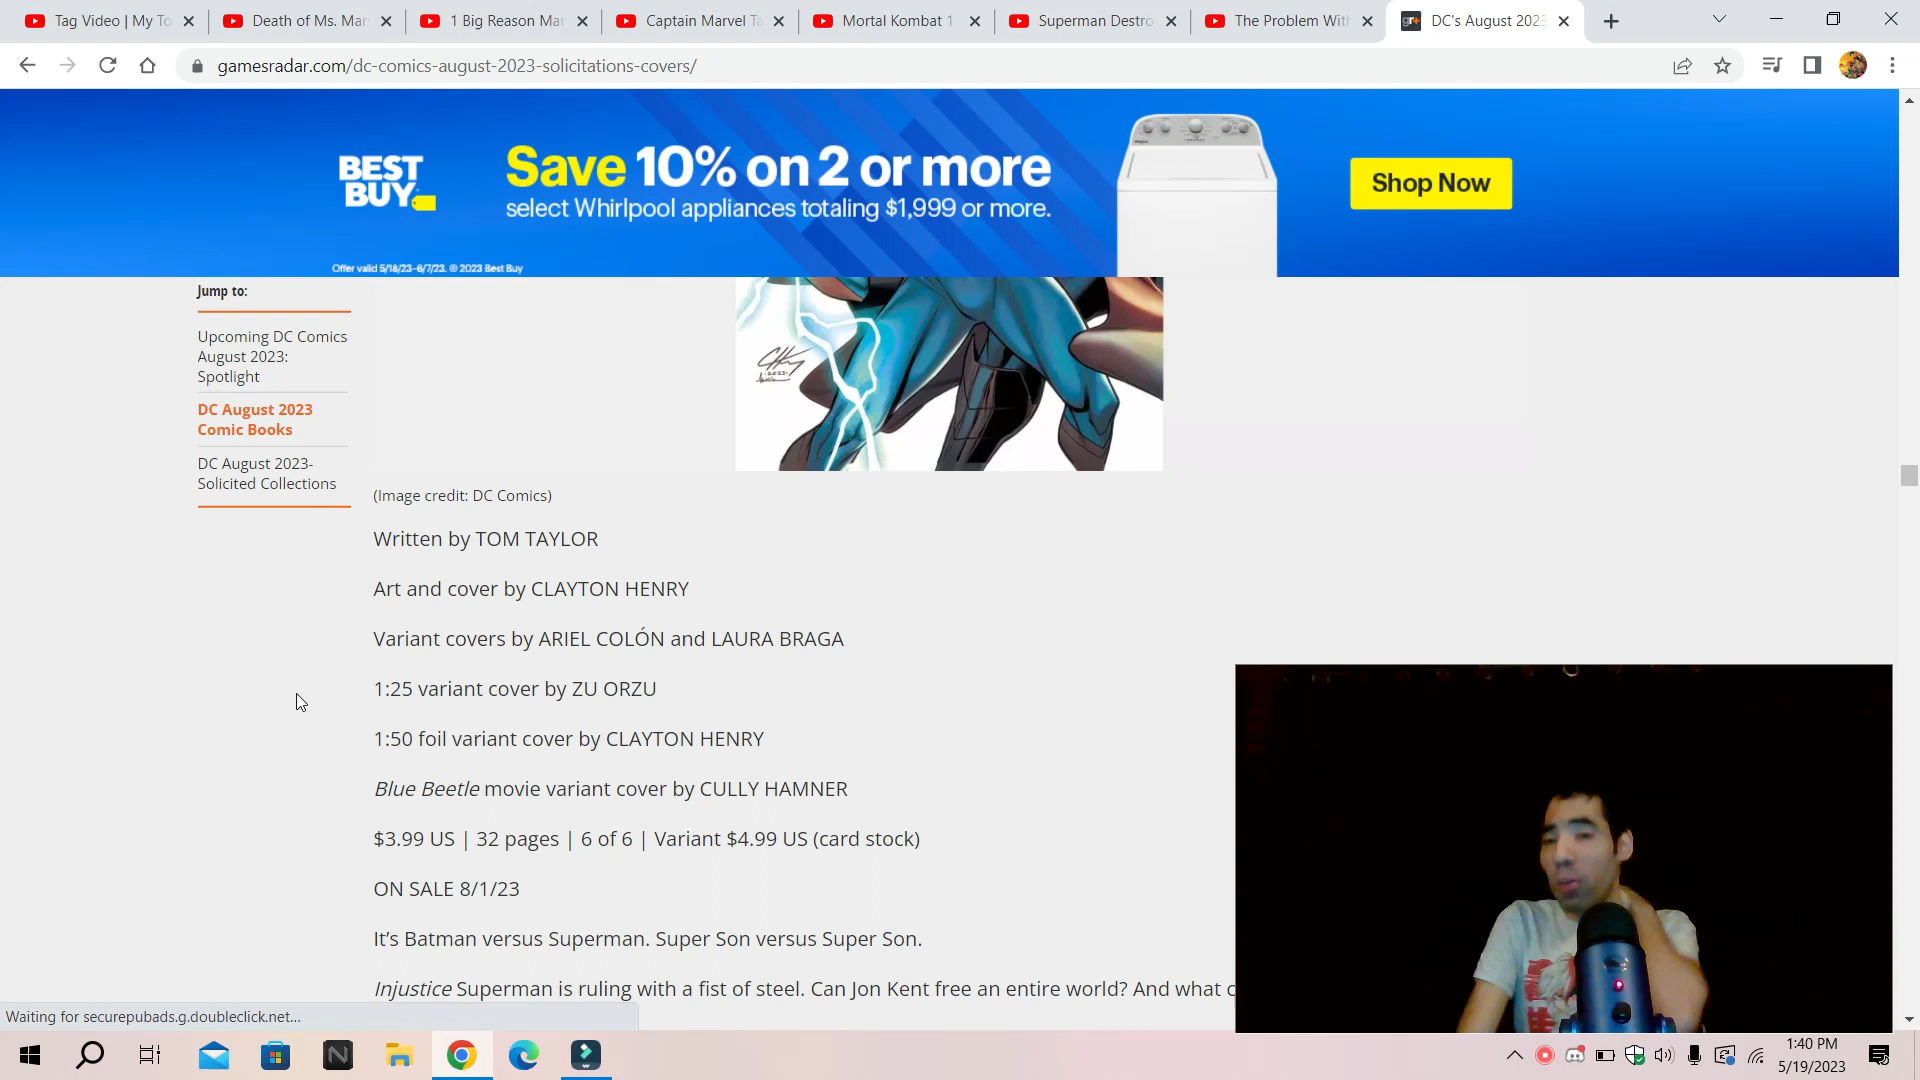 Tag Video | My To
Death of Ms. Mar
1 Big Reason Mar
Captain Marvel Ta
Mortal Kombat 1
Superman Destro
The Problem With
DC's August 2023
gamesradar.com/dc-comics-august-2023-solicitations-covers/
BEST BUY
Save 10% on 2 or more
select Whirlpool appliances totaling $1,999 or more.
Shop Now
Offer valid 5/18/23–6/7/23. © 2023 Best Buy
Jump to:
Upcoming DC Comics
August 2023:
Spotlight
DC August 2023
Comic Books
DC August 2023-
Solicited Collections
(Image credit: DC Comics)
Written by TOM TAYLOR
Art and cover by CLAYTON HENRY
Variant covers by ARIEL COLÓN and LAURA BRAGA
1:25 variant cover by ZU ORZU
1:50 foil variant cover by CLAYTON HENRY
Blue Beetle movie variant cover by CULLY HAMNER
$3.99 US | 32 pages | 6 of 6 | Variant $4.99 US (card stock)
ON SALE 8/1/23
It's Batman versus Superman. Super Son versus Super Son.
Injustice Superman is ruling with a fist of steel. Can Jon Kent free an entire world? And what c
Waiting for securepubads.g.doubleclick.net...
1:40 PM
5/19/2023